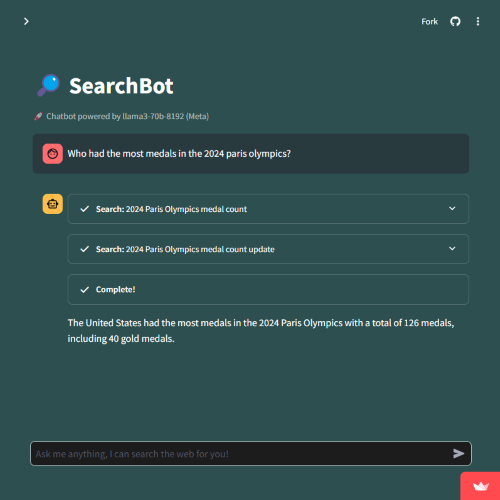 Fork
SearchBot
Chatbot powered by llama3-70b-8192 (Meta)
Who had the most medals in the 2024 paris olympics?
Search: 2024 Paris Olympics medal count
Search: 2024 Paris Olympics medal count update
Complete!
The United States had the most medals in the 2024 Paris Olympics with a total of 126 medals,
including 40 gold medals.
Ask me anything, I can search the web for you!